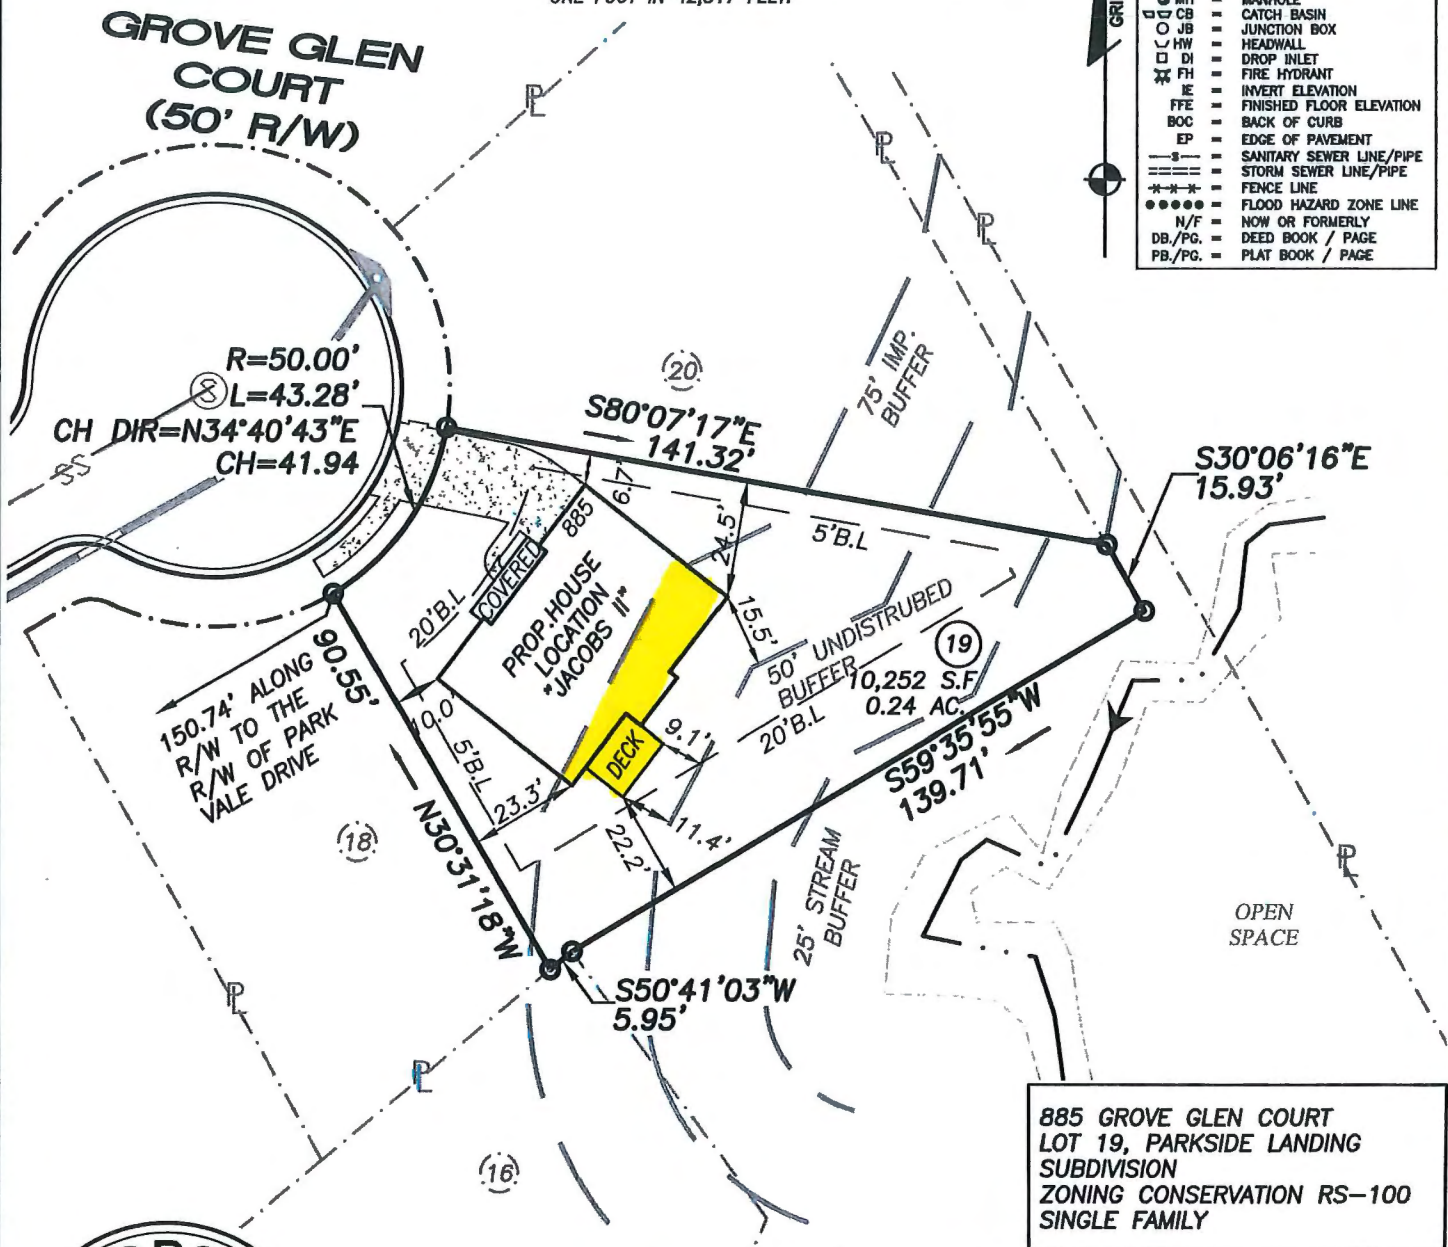 GROVE GLEN
COURT
(50' R/W)
GRI
CB = CATCH BASIN
JB = JUNCTION BOX
HW = HEADWALL
DI = DROP INLET
FH = FIRE HYDRANT
IE = INVERT ELEVATION
FFE = FINISHED FLOOR ELEVATION
BOC = BACK OF CURB
EP = EDGE OF PAVEMENT
S = SANITARY SEWER LINE/PIPE
= STORM SEWER LINE/PIPE
-x-x-x- = FENCE LINE
●●●●● = FLOOD HAZARD ZONE LINE
N/F = NOW OR FORMERLY
DB./PG. = DEED BOOK / PAGE
PB./PG. = PLAT BOOK / PAGE
PL
PL
PL
R=50.00'
S L=43.28'
CH DIR=N34°40'43"E
CH=41.94
SS
20
S80°07'17"E
141.32'
75' IMP.
BUFFER
S30°06'16"E
15.93'
6.7'
24.5'
5'B.L
885
COVERED
20'B.L
PROP.HOUSE
LOCATION
"JACOBS II"
15.5'
50' UNDISTRUBED
BUFFER
19
10,252 S.F
0.24 AC.
20'B.L
90.55'
150.74' ALONG
R/W TO THE
R/W OF PARK
VALE DRIVE
10.0'
5'B.L
DECK
9.1'
S59°35'55"W
139.71'
23.3'
11.4'
22.2'
N30°31'18"W
18
25' STREAM
BUFFER
PL
OPEN
SPACE
PL
S50°41'03"W
5.95'
PL
16
885 GROVE GLEN COURT
LOT 19, PARKSIDE LANDING
SUBDIVISION
ZONING CONSERVATION RS-100
SINGLE FAMILY